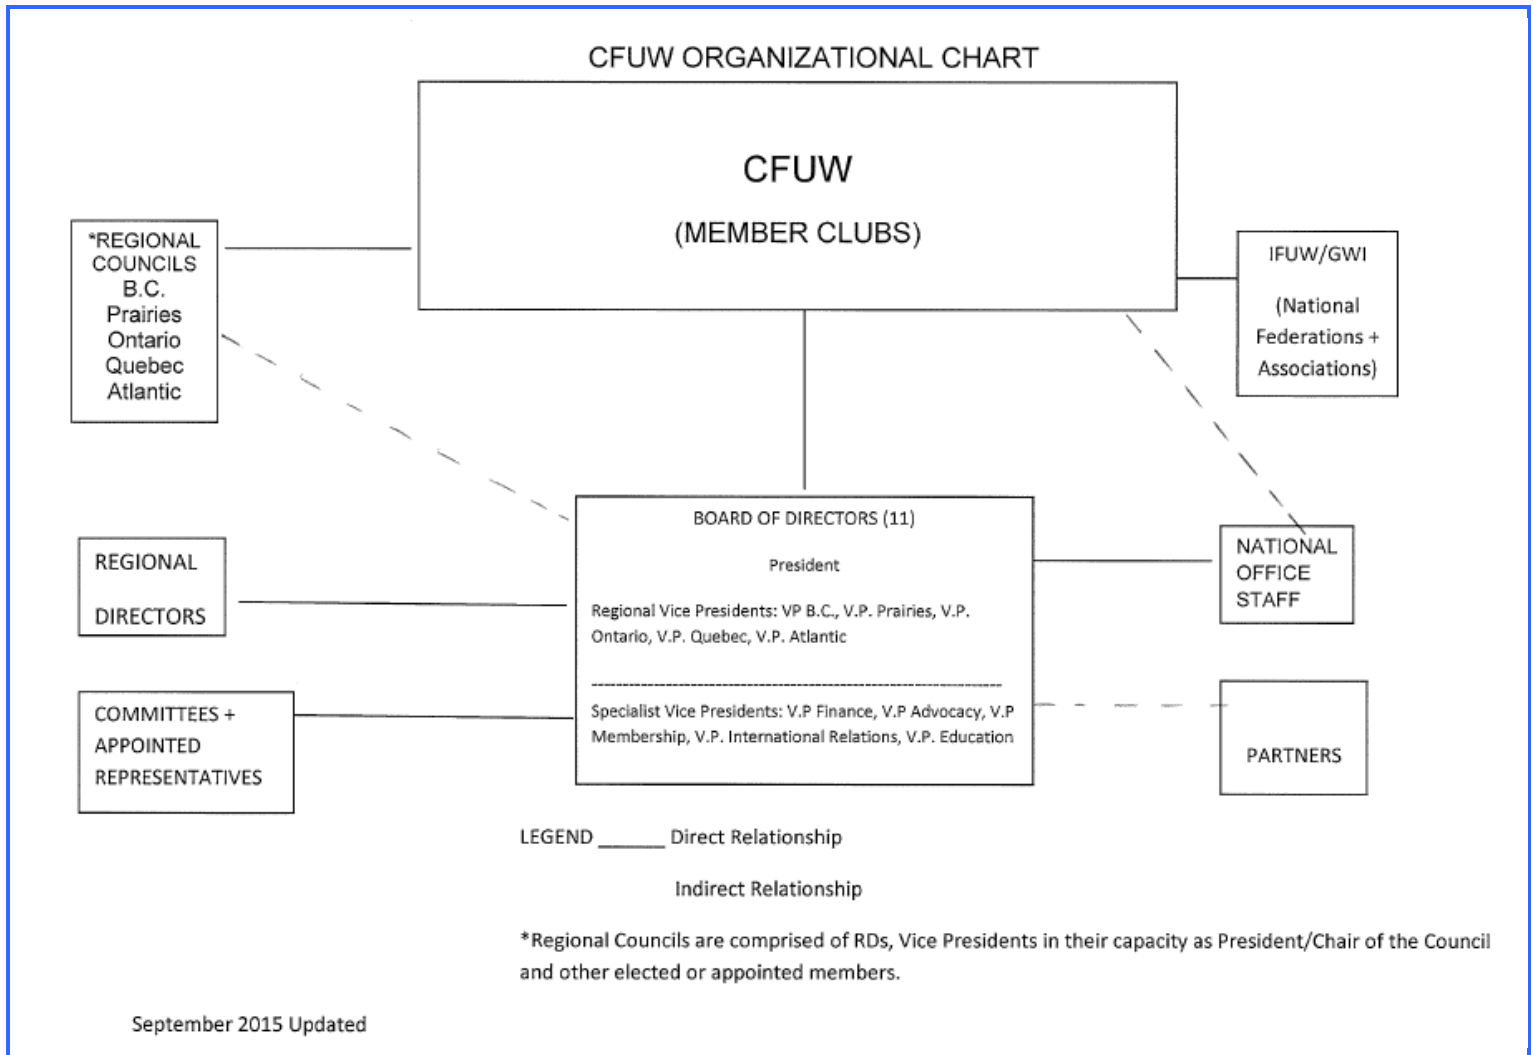 CFUW ORGANIZATIONAL CHART
CFUW
(MEMBER CLUBS)
*REGIONAL
COUNCILS
B.C.
Prairies
Ontario
Quebec
Atlantic
IFUW/GWI
(National
Federations +
Associations)
BOARD OF DIRECTORS (11)
President
Regional Vice Presidents: VP B.C., V.P. Prairies, V.P.
Ontario, V.P. Quebec, V.P. Atlantic
Specialist Vice Presidents: V.P Finance, V.P Advocacy, V.P
Membership, V.P. International Relations, V.P. Education
REGIONAL
DIRECTORS
NATIONAL
OFFICE
STAFF
COMMITTEES +
APPOINTED
REPRESENTATIVES
PARTNERS
LEGEND ______ Direct Relationship
Indirect Relationship
*Regional Councils are comprised of RDs, Vice Presidents in their capacity as President/Chair of the Council
and other elected or appointed members.
September 2015 Updated